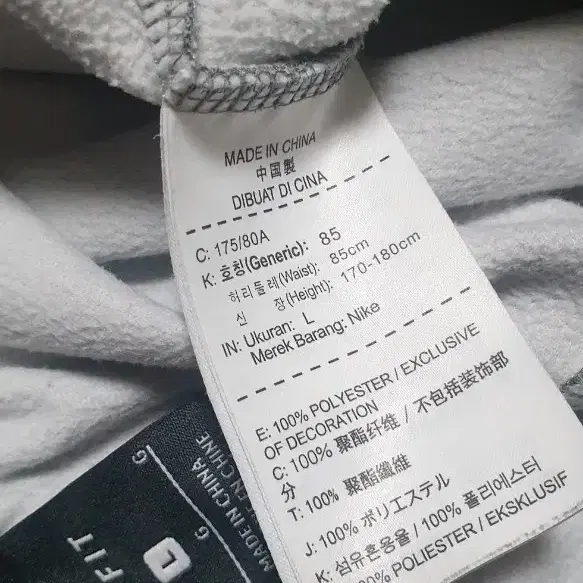 MADE IN CHINA
中国製
DIBUAT DI CINA
C: 175/80A
K: 호칭(Generic): 85
허리둘레(Waist): 85cm
신 장(Height): 170-180cm
IN: Ukuran: L
Merek Barang: Nike
E: 100% POLYESTER / EXCLUSIVE
OF DECORATION
C: 100% 聚酯纤维 / 不包括装饰部
分
T: 100% 聚酯纖維
J: 100% ポリエステル
K: 섬유혼용율 / 100% 폴리에스터
100% POLIESTER / EKSKLUSIF
FIT
L
G
G
MADE IN CHINA
EN CHINE